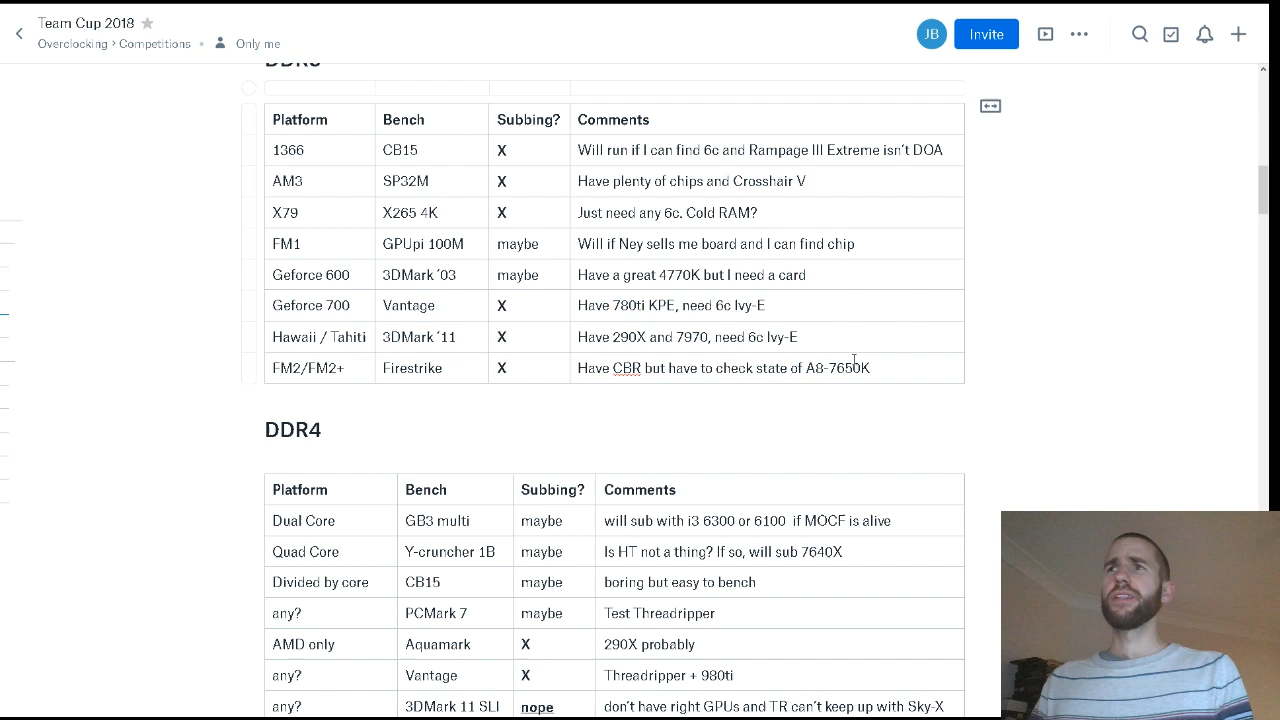 Team Cup 2018
Overclocking > Competitions • Only me
JB
Invite
DDR3
Platform Bench Subbing? Comments
1366 CB15 X Will run if I can find 6c and Rampage III Extreme isn't DOA
AM3 SP32M X Have plenty of chips and Crosshair V
X79 X265 4K X Just need any 6c. Cold RAM?
FM1 GPUpi 100M maybe Will if Ney sells me board and I can find chip
Geforce 600 3DMark ´03 maybe Have a great 4770K but I need a card
Geforce 700 Vantage X Have 780ti KPE, need 6c Ivy-E
Hawaii / Tahiti 3DMark ´11 X Have 290X and 7970, need 6c Ivy-E
FM2/FM2+ Firestrike X Have CBR but have to check state of A8-7650K
DDR4
Platform Bench Subbing? Comments
Dual Core GB3 multi maybe will sub with i3 6300 or 6100 if MOCF is alive
Quad Core Y-cruncher 1B maybe Is HT not a thing? If so, will sub 7640X
Divided by core CB15 maybe boring but easy to bench
any? PCMark 7 maybe Test Threadripper
AMD only Aquamark X 290X probably
any? Vantage X Threadripper + 980ti
any? 3DMark 11 SLI nope don't have right GPUs and TR can't keep up with Sky-X